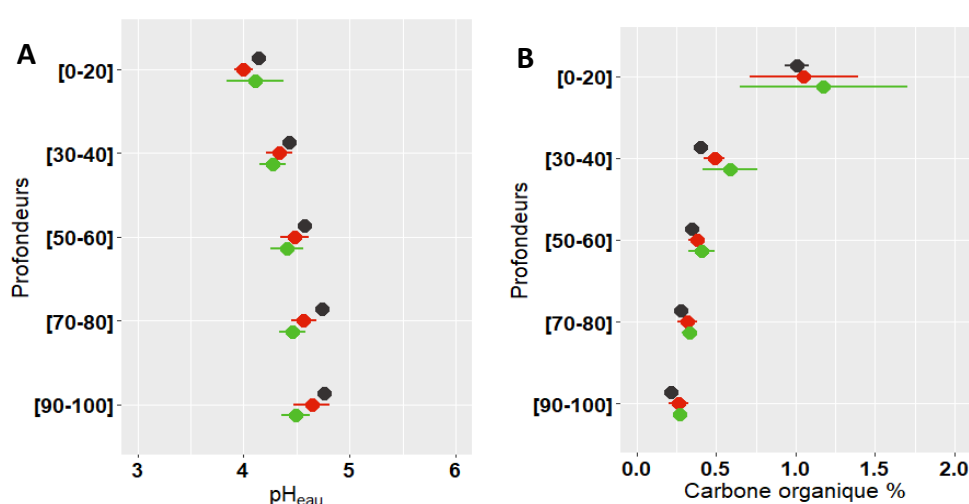 A
Profondeurs
[0-20]
[30-40]
[50-60]
[70-80]
[90-100]
3 4 5 6
pHeau
B
Profondeurs
[0-20]
[30-40]
[50-60]
[70-80]
[90-100]
0.0 0.5 1.0 1.5 2.0
Carbone organique %